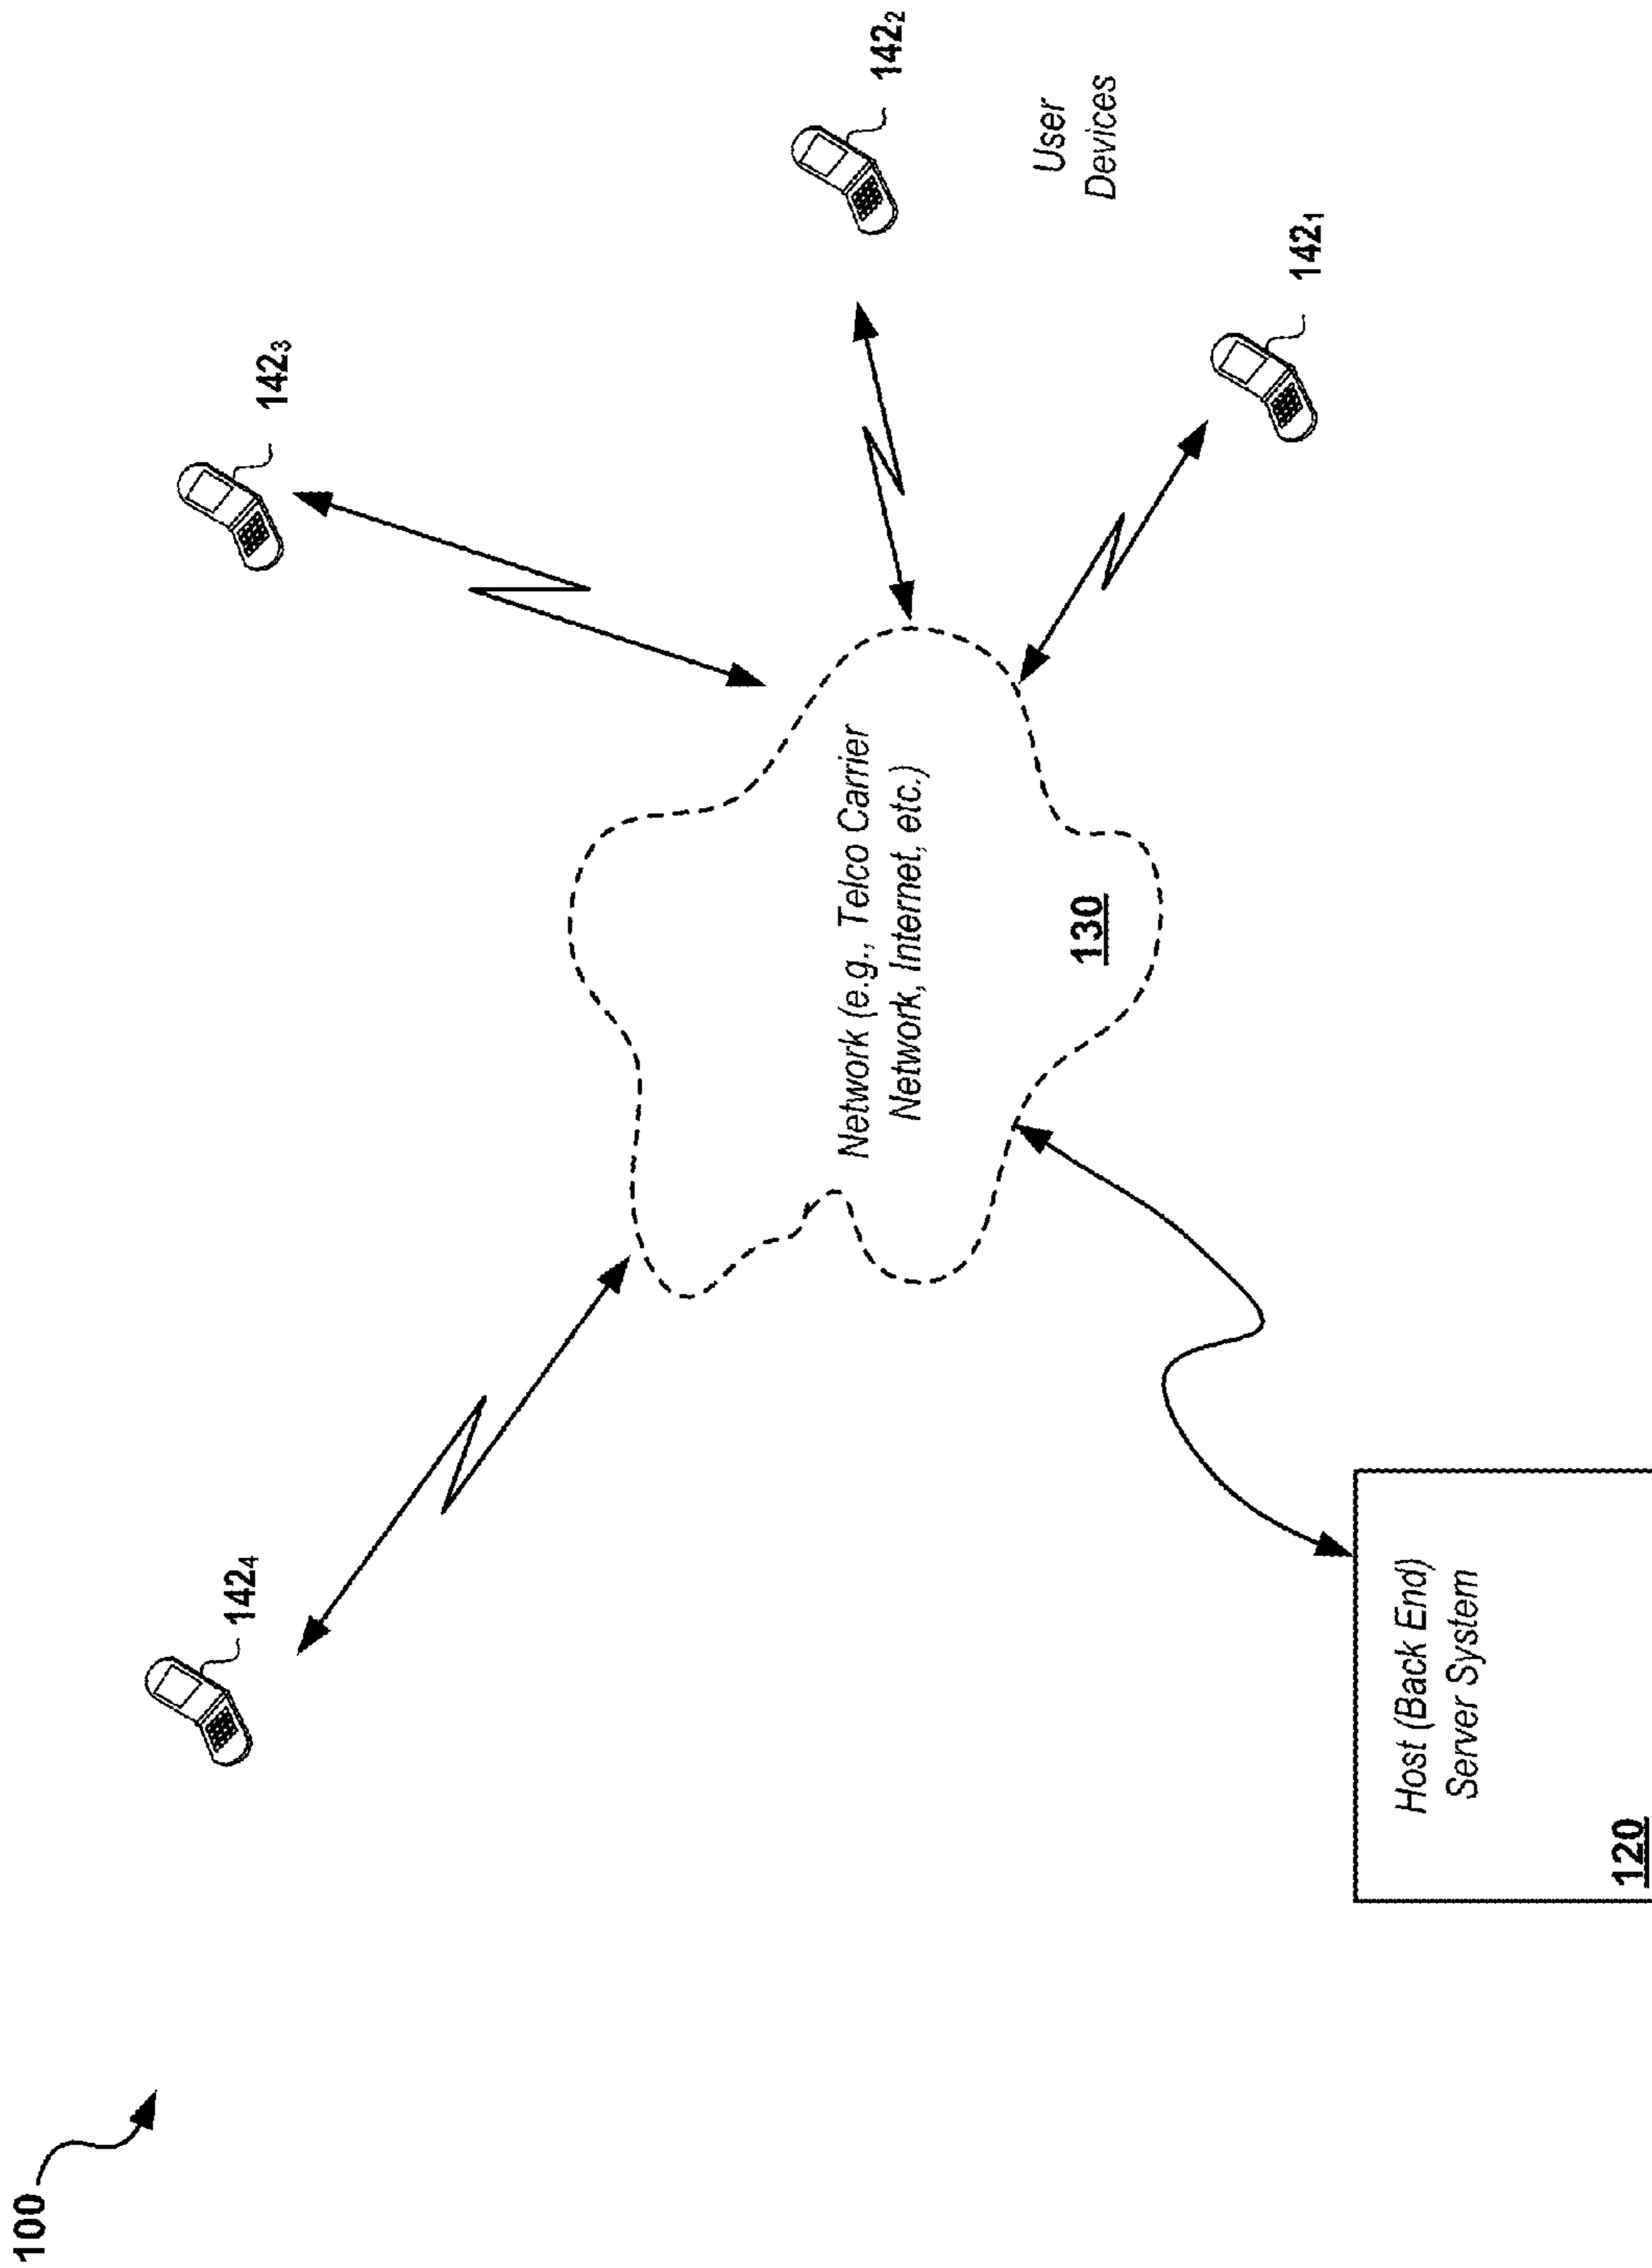 100
142₄
142₃
142₂
User
Devices
142₁
Network (e.g., Telco Carrier
Network, Internet, etc.)
130
Host (Back End)
Server System
120